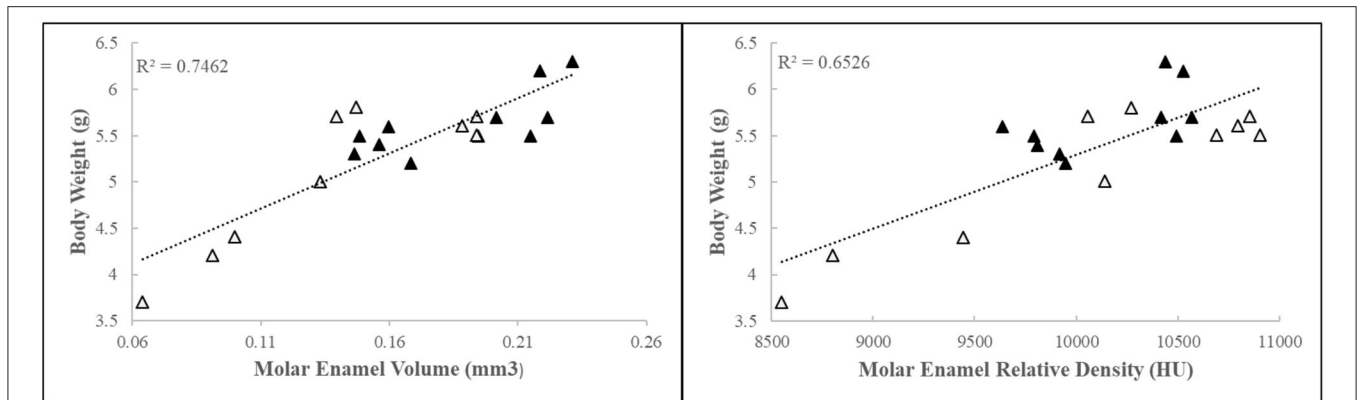 R² = 0.7462
6.5
6
5.5
5
4.5
4
3.5
Body Weight (g)
0.06 0.11 0.16 0.21 0.26
Molar Enamel Volume (mm3)
R² = 0.6526
6.5
6
5.5
5
4.5
4
3.5
Body Weight (g)
8500 9000 9500 10000 10500 11000
Molar Enamel Relative Density (HU)